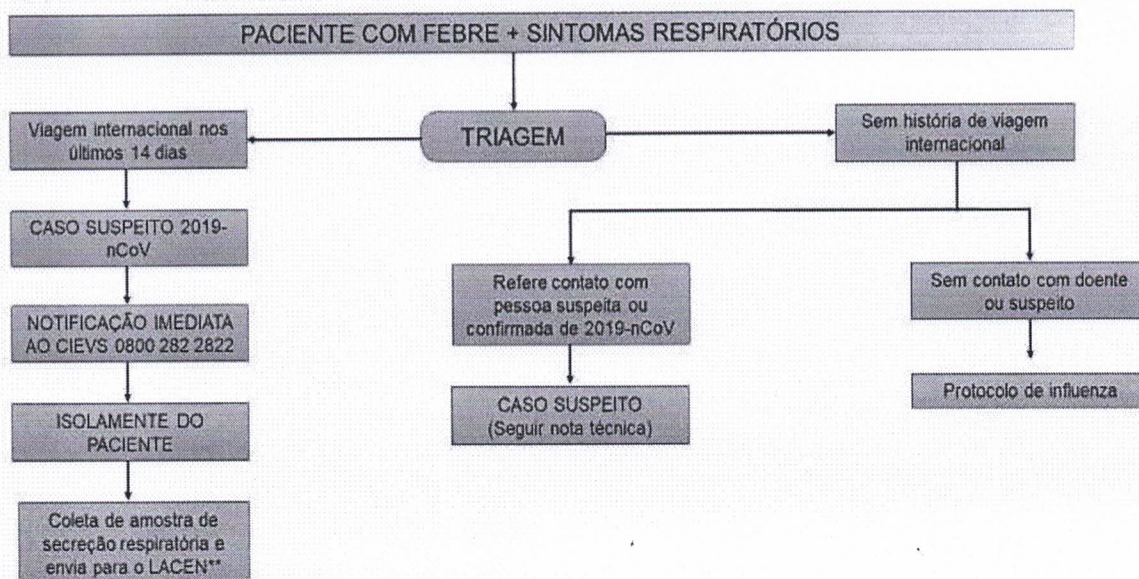 PACIENTE COM FEBRE + SINTOMAS RESPIRATÓRIOS
TRIAGEM
Viagem internacional nos
últimos 14 dias
CASO SUSPEITO 2019-
nCoV
NOTIFICAÇÃO IMEDIATA
AO CIEVS 0800 282 2822
ISOLAMENTE DO
PACIENTE
Coleta de amostra de
secreção respiratória e
envia para o LACEN**
Sem história de viagem
internacional
Refere contato com
pessoa suspeita ou
confirmada de 2019-nCoV
CASO SUSPEITO
(Seguir nota técnica)
Sem contato com doente
ou suspeito
Protocolo de influenza